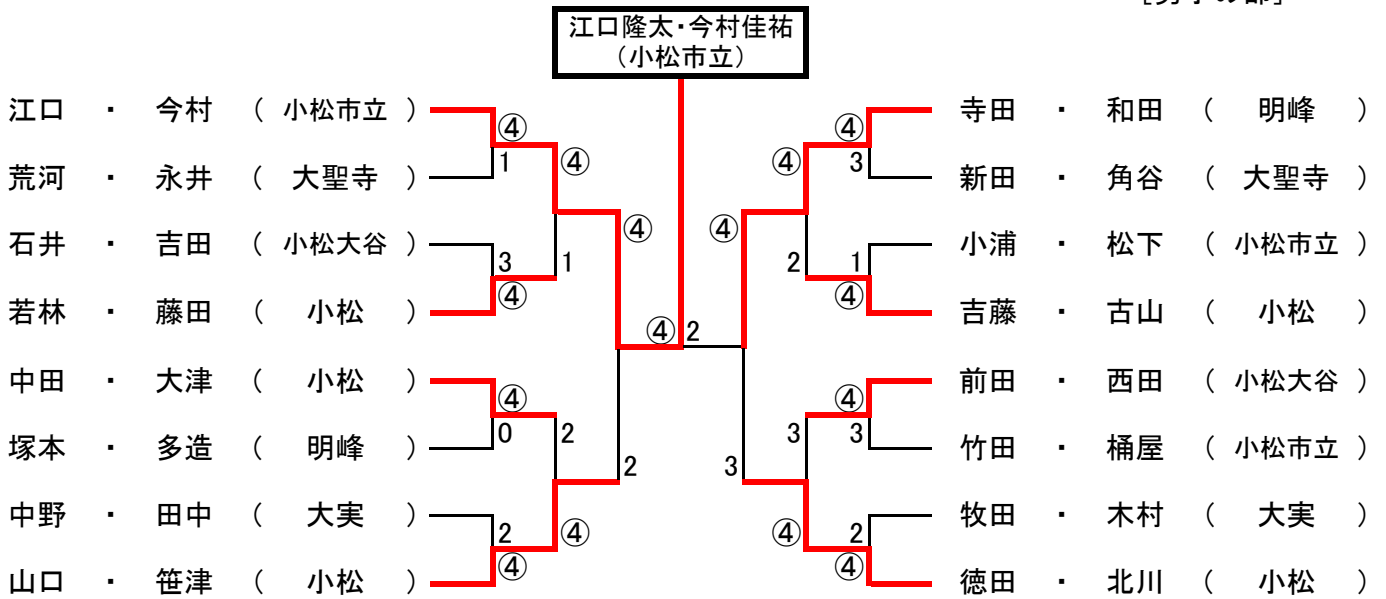 [男子の部]
江口隆太・今村佳祐
（小松市立）
江口 ・ 今村 （ 小松市立 ）
荒河 ・ 永井 （ 大聖寺 ）
石井 ・ 吉田 （ 小松大谷 ）
若林 ・ 藤田 （ 小松 ）
中田 ・ 大津 （ 小松 ）
塚本 ・ 多造 （ 明峰 ）
中野 ・ 田中 （ 大実 ）
山口 ・ 笹津 （ 小松 ）
④
1
3
④
④
0
2
④
④
1
2
④
④
2
④ 2
④
3
④
2
3
④
④
3
1
④
④
3
2
④
寺田 ・ 和田 （ 明峰 ）
新田 ・ 角谷 （ 大聖寺 ）
小浦 ・ 松下 （ 小松市立 ）
吉藤 ・ 古山 （ 小松 ）
前田 ・ 西田 （ 小松大谷 ）
竹田 ・ 桶屋 （ 小松市立 ）
牧田 ・ 木村 （ 大実 ）
徳田 ・ 北川 （ 小松 ）